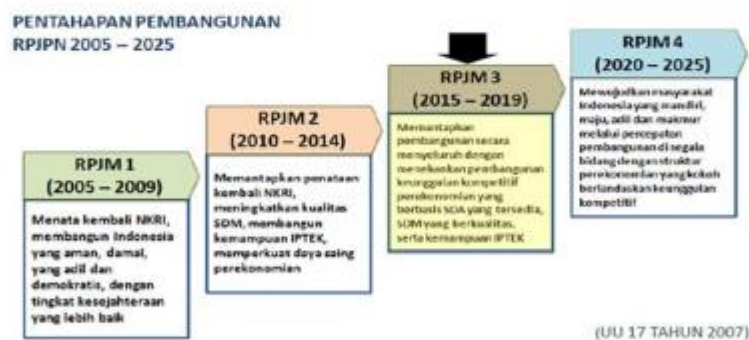 PENTAHAPAN PEMBANGUNAN
RPJPN 2005 – 2025
RPJM 1
(2005 – 2009)
Menata kembali NKRI,
membangun Indonesia
yang aman, damai,
yang adil dan
demokratis, dengan
tingkat kesejahteraan
yang lebih baik
RPJM 2
(2010 – 2014)
Memantapkan penataan
kembali NKRI,
meningkatkan kualitas
SDM, membangun
kemampuan IPTEK,
memperkuat daya saing
perekonomian
RPJM 3
(2015 – 2019)
Memantapkan
pembangunan secara
menyeluruh dengan
menekankan pembangunan
keunggulan kompetitif
perekonomian yang
berbasis SDA yang tersedia,
SDM yang berkualitas,
serta kemampuan IPTEK
RPJM 4
(2020 – 2025)
Mewujudkan masyarakat
Indonesia yang mandiri,
maju, adil dan makmur
melalui percepatan
pembangunan di segala
bidang dengan struktur
perekonomian yang kokoh
berlandaskan keunggulan
kompetitif
(UU 17 TAHUN 2007)